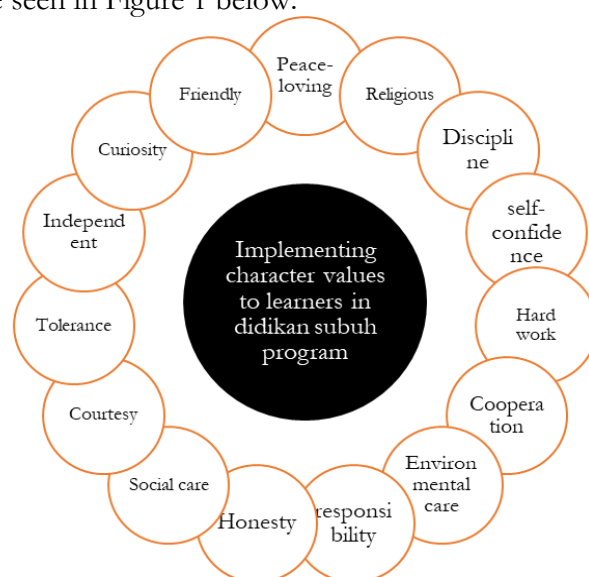 e seen in Figure 1 below.
Peace-
loving
Religious
Discipli
ne
self-
confide
nce
Hard
work
Coopera
tion
Environ
mental
care
responsi
bility
Honesty
Social care
Courtesy
Tolerance
Independ
ent
Curiosity
Friendly
Implementing
character values
to learners in
didikan subuh
program